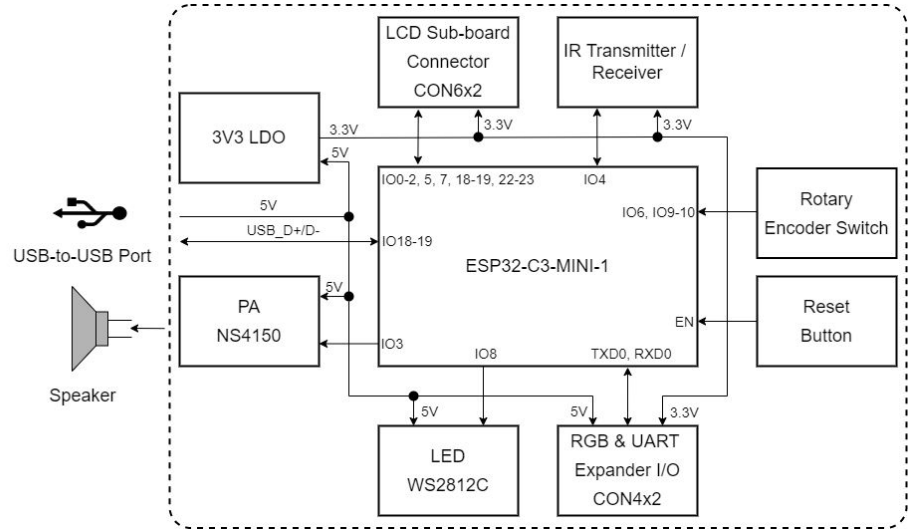 LCD Sub-board
Connector
CON6x2
IR Transmitter /
Receiver
3V3 LDO
3.3V
3.3V
3.3V
5V
IO0-2, 5, 7, 18-19, 22-23
IO4
5V
USB_D+/D-
USB-to-USB Port
IO18-19
IO6, IO9-10
Rotary
Encoder Switch
ESP32-C3-MINI-1
5V
PA
NS4150
IO3
EN
Reset
Button
IO8
TXD0, RXD0
Speaker
5V
5V
3.3V
LED
WS2812C
RGB & UART
Expander I/O
CON4x2